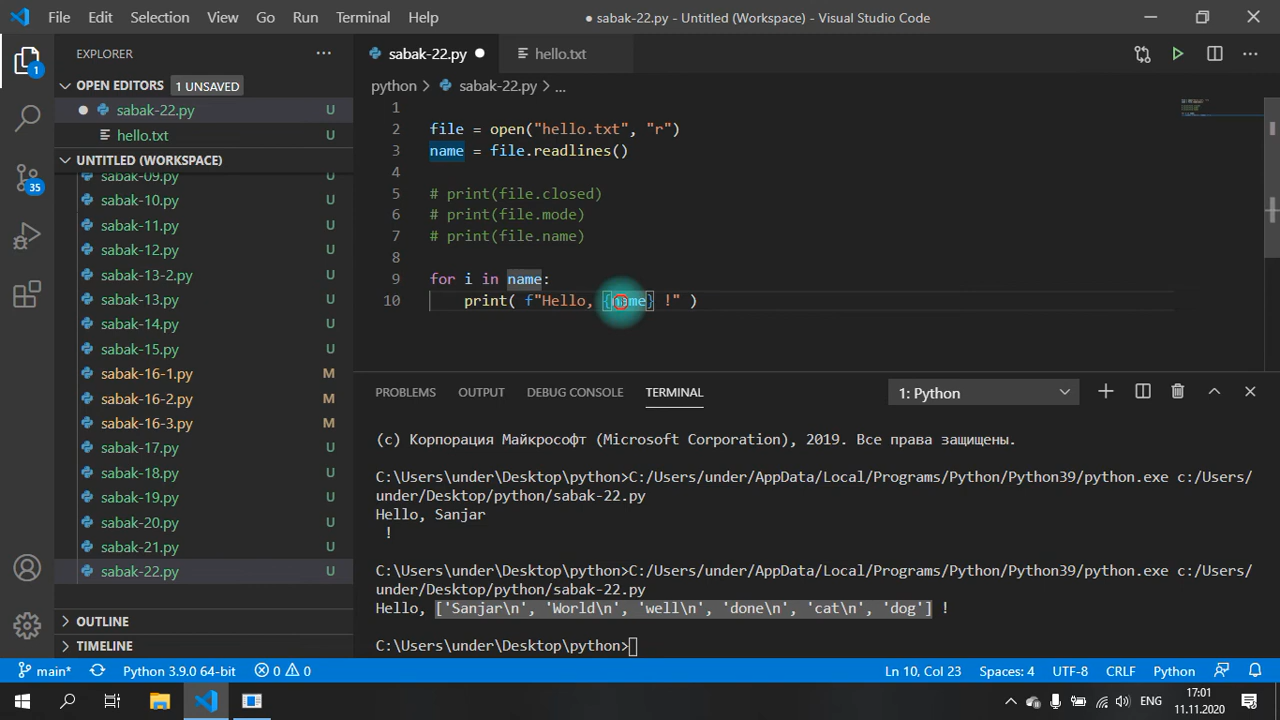 File Edit Selection View Go Run Terminal Help ● sabak-22.py - Untitled (Workspace) - Visual Studio Code
EXPLORER ···
sabak-22.py ● hello.txt
OPEN EDITORS 1 UNSAVED
● sabak-22.py U
hello.txt U
UNTITLED (WORKSPACE)
sabak-09.py U
sabak-10.py U
sabak-11.py U
sabak-12.py U
sabak-13-2.py U
sabak-13.py U
sabak-14.py U
sabak-15.py U
sabak-16-1.py M
sabak-16-2.py M
sabak-16-3.py M
sabak-17.py U
sabak-18.py U
sabak-19.py U
sabak-20.py U
sabak-21.py U
sabak-22.py U
OUTLINE
TIMELINE
1
35
python > sabak-22.py > ...
1
2 file = open("hello.txt", "r")
3 name = file.readlines()
4
5 # print(file.closed)
6 # print(file.mode)
7 # print(file.name)
8
9 for i in name:
10 print( f"Hello, {name} !" )
PROBLEMS OUTPUT DEBUG CONSOLE TERMINAL 1: Python
(c) Корпорация Майкрософт (Microsoft Corporation), 2019. Все права защищены.
C:\Users\under\Desktop\python>C:/Users/under/AppData/Local/Programs/Python/Python39/python.exe c:/Users/
under/Desktop/python/sabak-22.py
Hello, Sanjar
!
C:\Users\under\Desktop\python>C:/Users/under/AppData/Local/Programs/Python/Python39/python.exe c:/Users/
under/Desktop/python/sabak-22.py
Hello, ['Sanjar\n', 'World\n', 'well\n', 'done\n', 'cat\n', 'dog'] !
C:\Users\under\Desktop\python>
main* Python 3.9.0 64-bit 0 0 Ln 10, Col 23 Spaces: 4 UTF-8 CRLF Python
ENG 17:01
11.11.2020